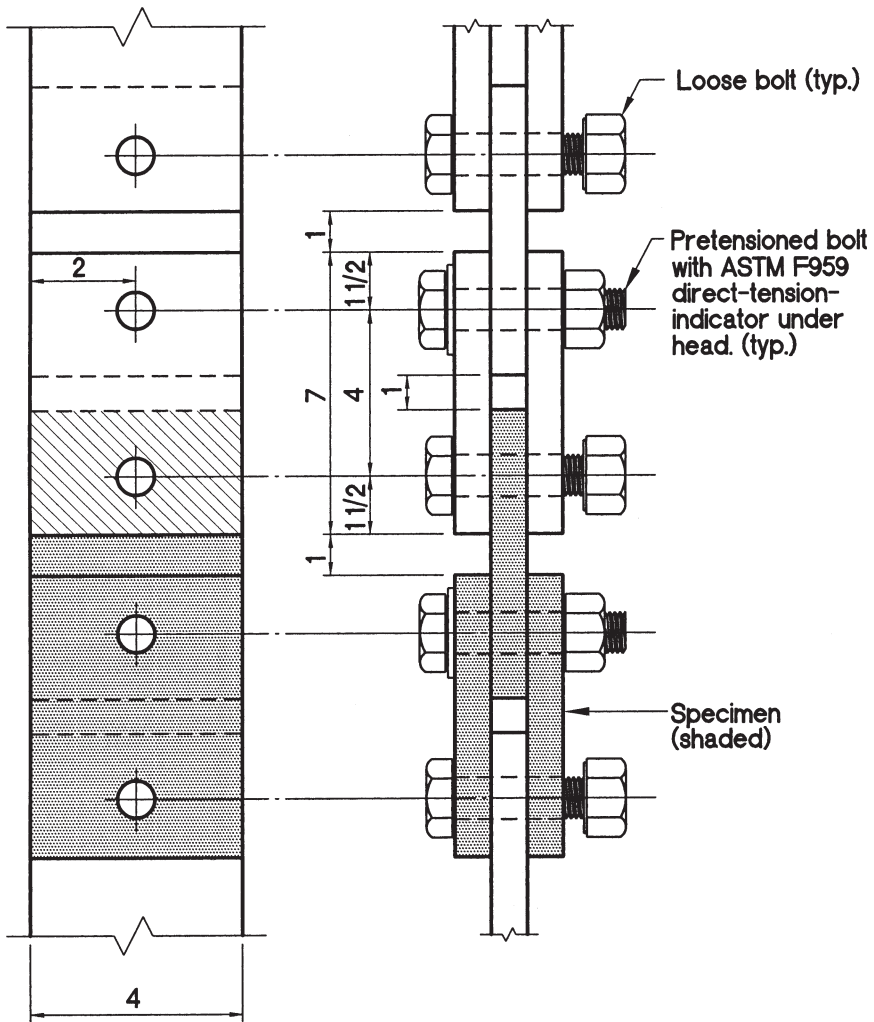 Loose bolt (typ.)
Pretensioned bolt
with ASTM F959
direct-tension-
indicator under
head. (typ.)
1
2
1 1/2
7
4
1
1 1/2
1
Specimen
(shaded)
4